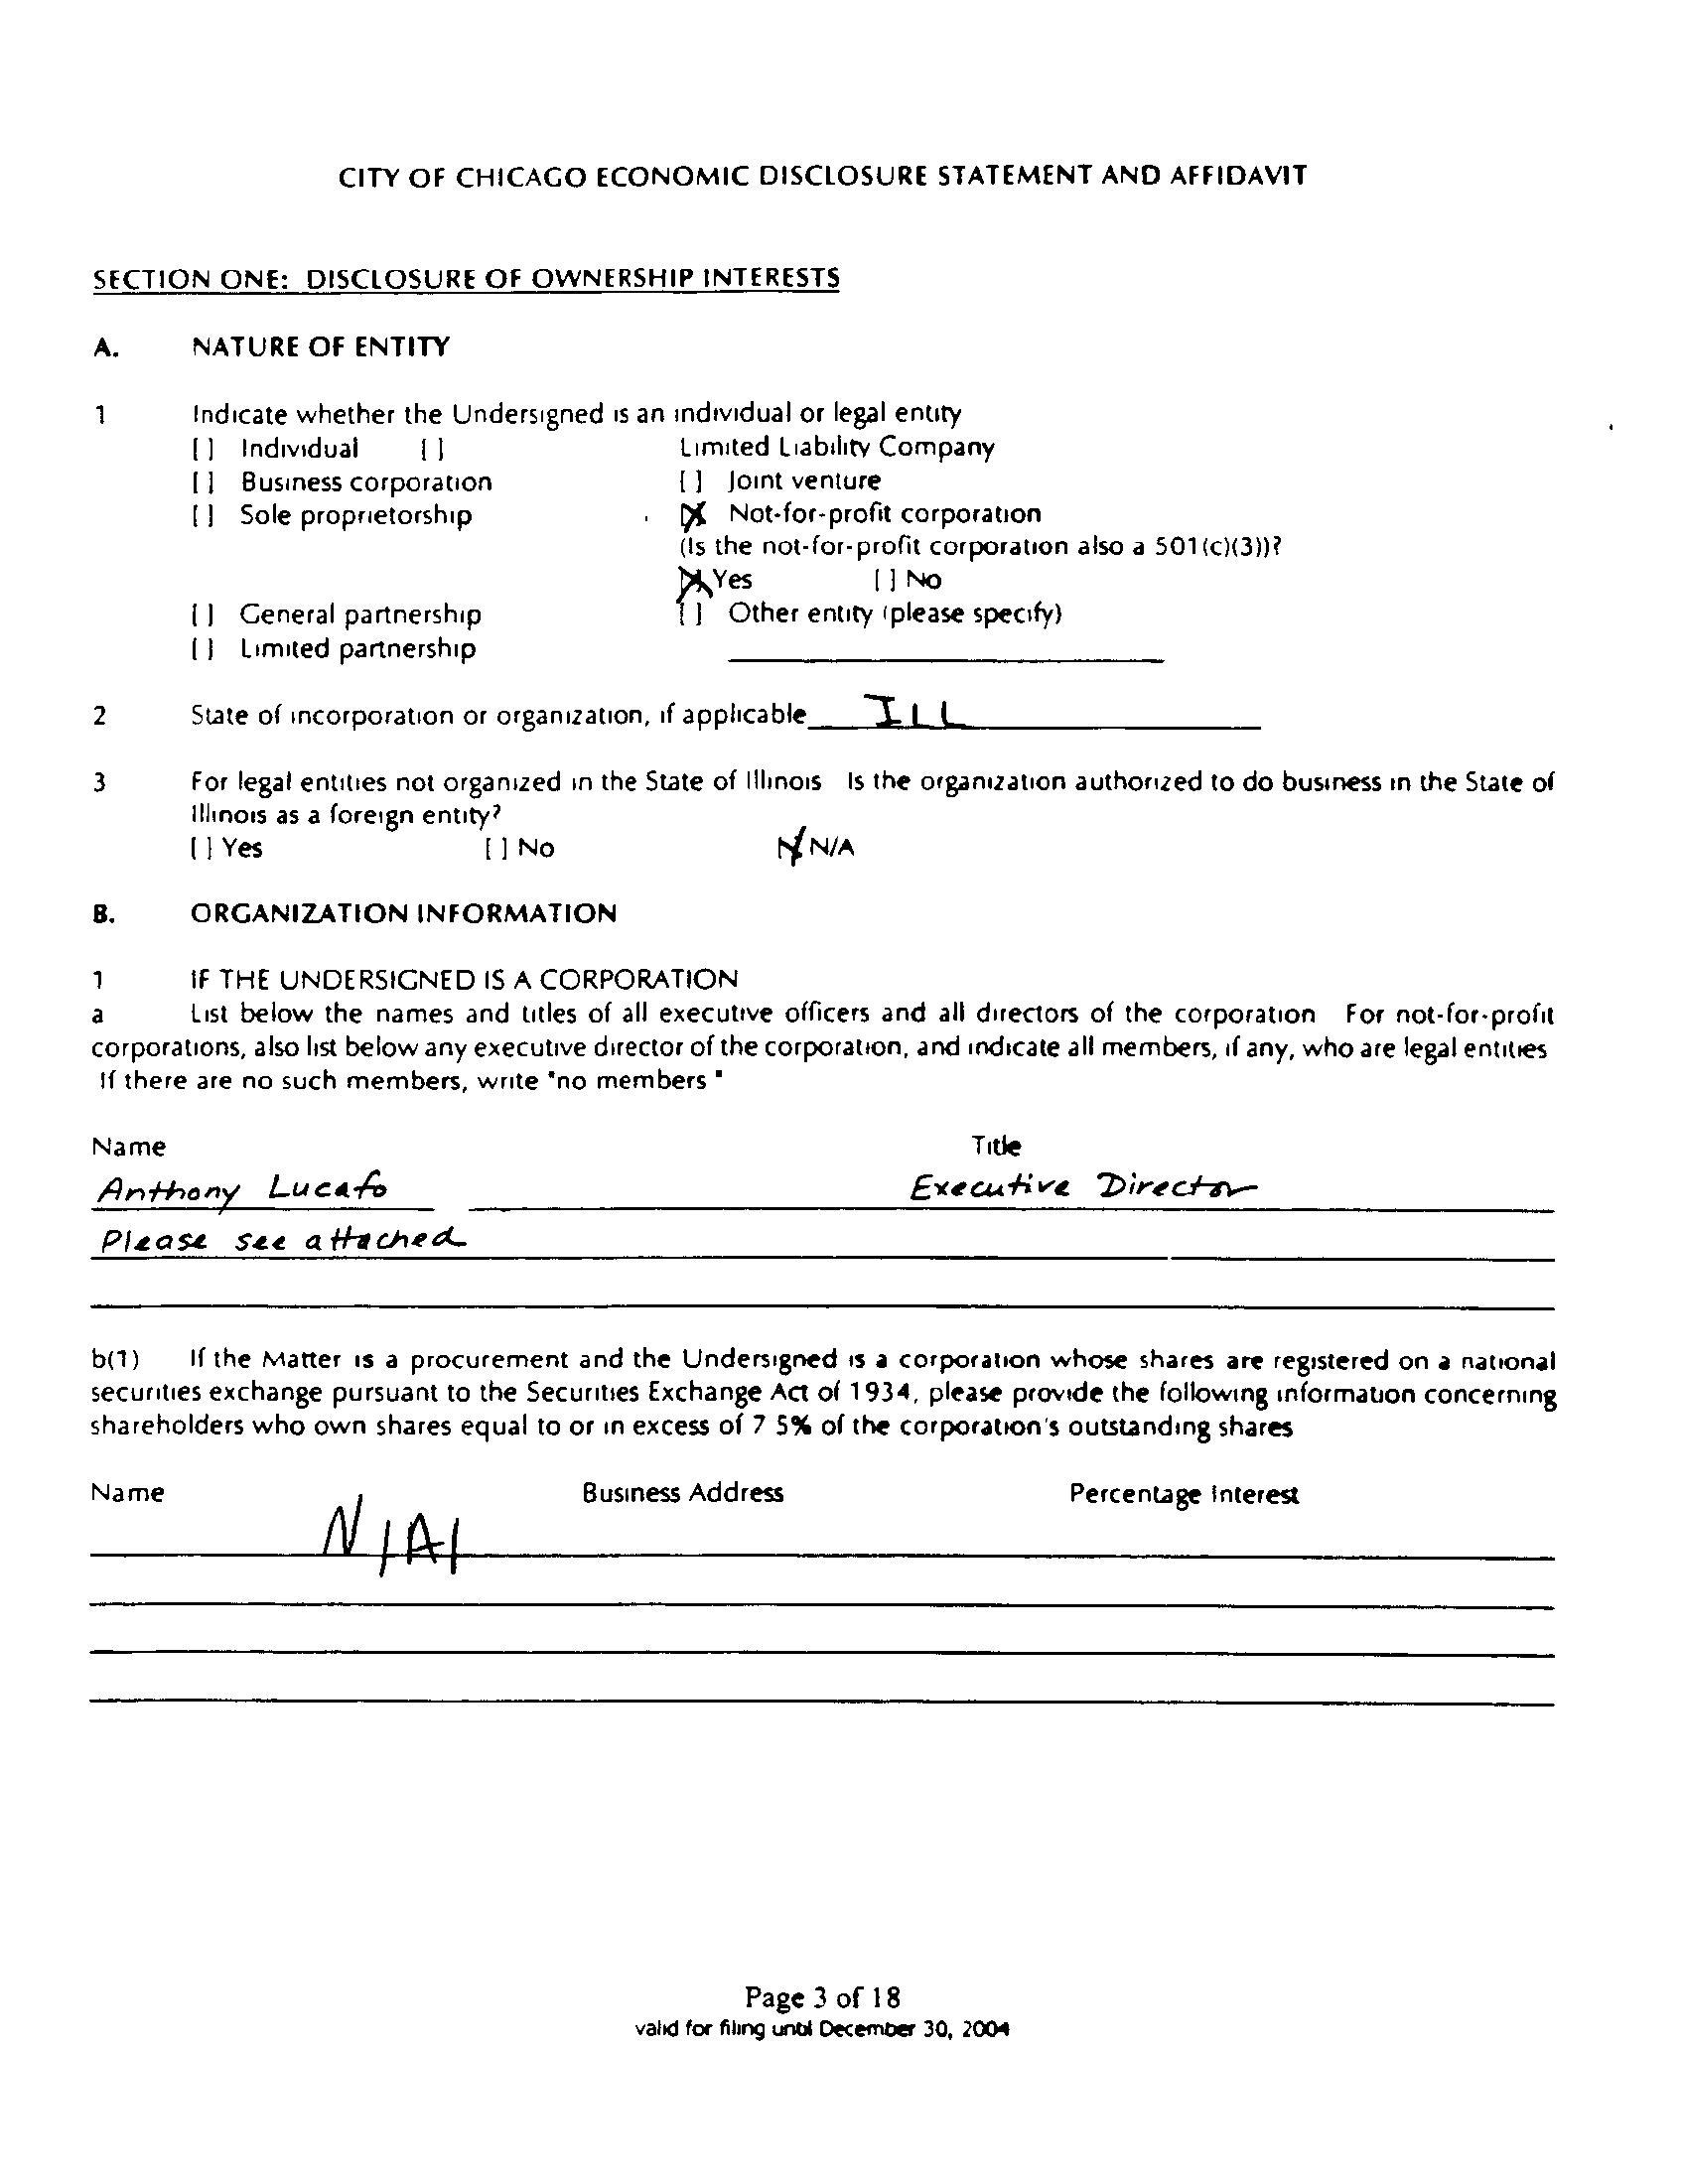 CITY OF CHICAGO ECONOMIC DISCLOSURE STATEMENT AND AFFIDAVIT
SECTION ONE: DISCLOSURE OF OWNERSHIP INTERESTS
A. NATURE OF ENTITY
1 Indicate whether the Undersigned is an individual or legal entity
[ ] Individual [ ] Limited Liability Company
[ ] Business corporation [ ] Joint venture
[ ] Sole proprietorship [X] Not-for-profit corporation
(Is the not-for-profit corporation also a 501(c)(3))?
[X] Yes [ ] No
[ ] General partnership [ ] Other entity (please specify)
[ ] Limited partnership
2 State of incorporation or organization, if applicable ILL
3 For legal entities not organized in the State of Illinois Is the organization authorized to do business in the State of
Illinois as a foreign entity?
[ ] Yes [ ] No [X] N/A
B. ORGANIZATION INFORMATION
1 IF THE UNDERSIGNED IS A CORPORATION
a List below the names and titles of all executive officers and all directors of the corporation For not-for-profit
corporations, also list below any executive director of the corporation, and indicate all members, if any, who are legal entities
If there are no such members, write "no members "
Name Title
Anthony Lucafo Executive Director
Please see attached
b(1) If the Matter is a procurement and the Undersigned is a corporation whose shares are registered on a national
securities exchange pursuant to the Securities Exchange Act of 1934, please provide the following information concerning
shareholders who own shares equal to or in excess of 7 5% of the corporation's outstanding shares
Name Business Address Percentage Interest
N/A/
Page 3 of 18
valid for filing until December 30, 2004